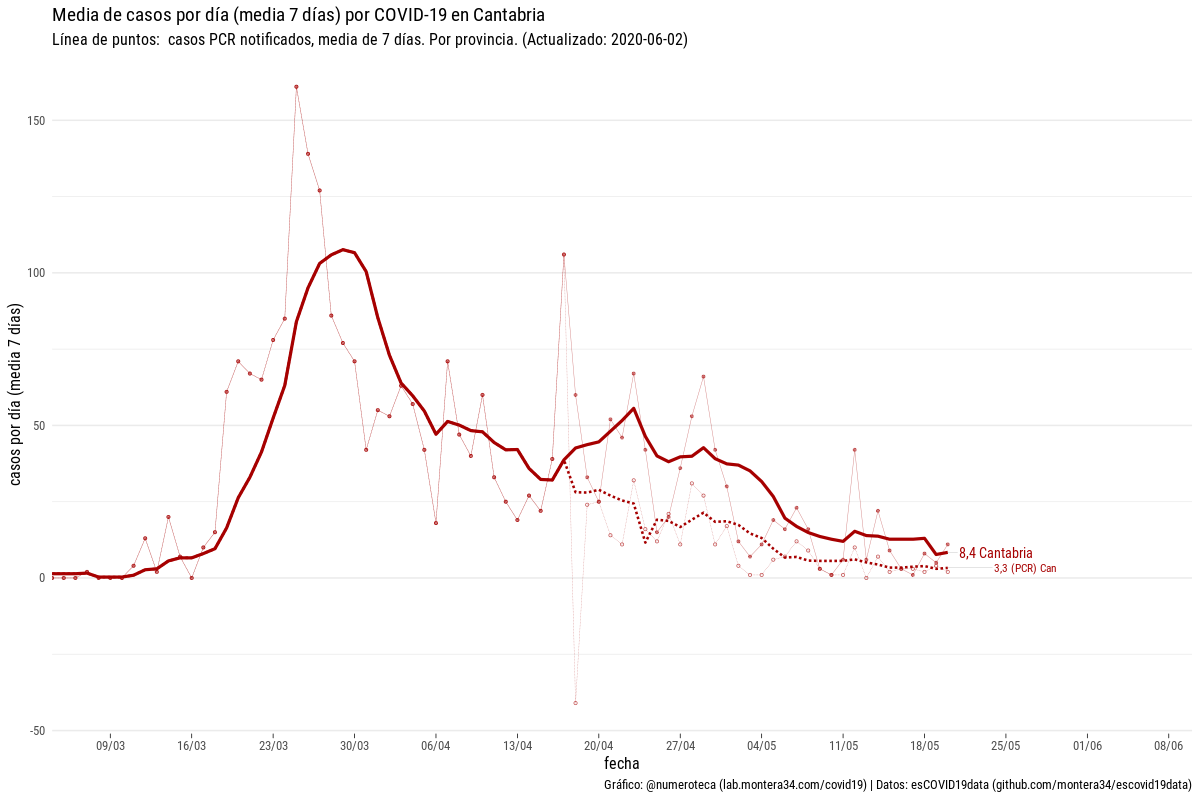 Media de casos por día (media 7 días) por COVID-19 en Cantabria
Línea de puntos:  casos PCR notificados, media de 7 días. Por provincia. (Actualizado: 2020-06-02)
casos por día (media 7 días)
150
100
50
0
-50
8,4 Cantabria
3,3 (PCR) Can
09/03 16/03 23/03 30/03 06/04 13/04 20/04 27/04 04/05 11/05 18/05 25/05 01/06 08/06
fecha
Gráfico: @numeroteca (lab.montera34.com/covid19) | Datos: esCOVID19data (github.com/montera34/escovid19data)